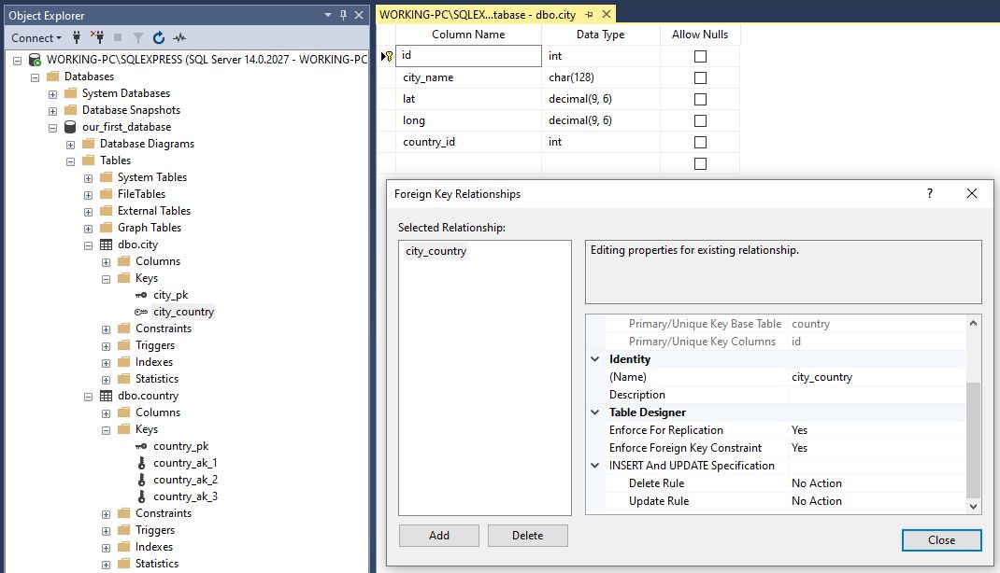 Object Explorer
Connect
WORKING-PC\SQLEXPRESS (SQL Server 14.0.2027 - WORKING-PC
Databases
System Databases
Database Snapshots
our_first_database
Database Diagrams
Tables
System Tables
FileTables
External Tables
Graph Tables
dbo.city
Columns
Keys
city_pk
city_country
Constraints
Triggers
Indexes
Statistics
dbo.country
Columns
Keys
country_pk
country_ak_1
country_ak_2
country_ak_3
Constraints
Triggers
Indexes
Statistics
WORKING-PC\SQLEX...tabase - dbo.city
Column Name Data Type Allow Nulls
id int
city_name char(128)
lat decimal(9, 6)
long decimal(9, 6)
country_id int
Foreign Key Relationships
?
Selected Relationship:
city_country
Editing properties for existing relationship.
Primary/Unique Key Base Table country
Primary/Unique Key Columns id
Identity
(Name) city_country
Description
Table Designer
Enforce For Replication Yes
Enforce Foreign Key Constraint Yes
INSERT And UPDATE Specification
Delete Rule No Action
Update Rule No Action
Add Delete
Close